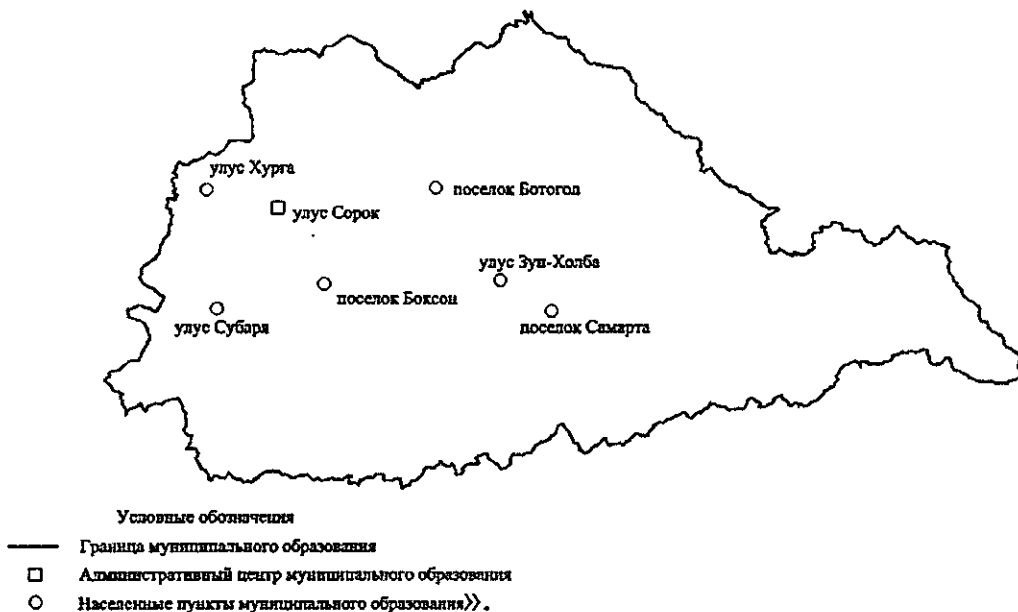 улус Хурга
поселок Ботогол
улус Сорок
улус Зун-Холба
поселок Боксон
улус Субаря
поселок Самарта
Условные обозначения
Граница муниципального образования
Административный центр муниципального образования
Населенные пункты муниципального образования».